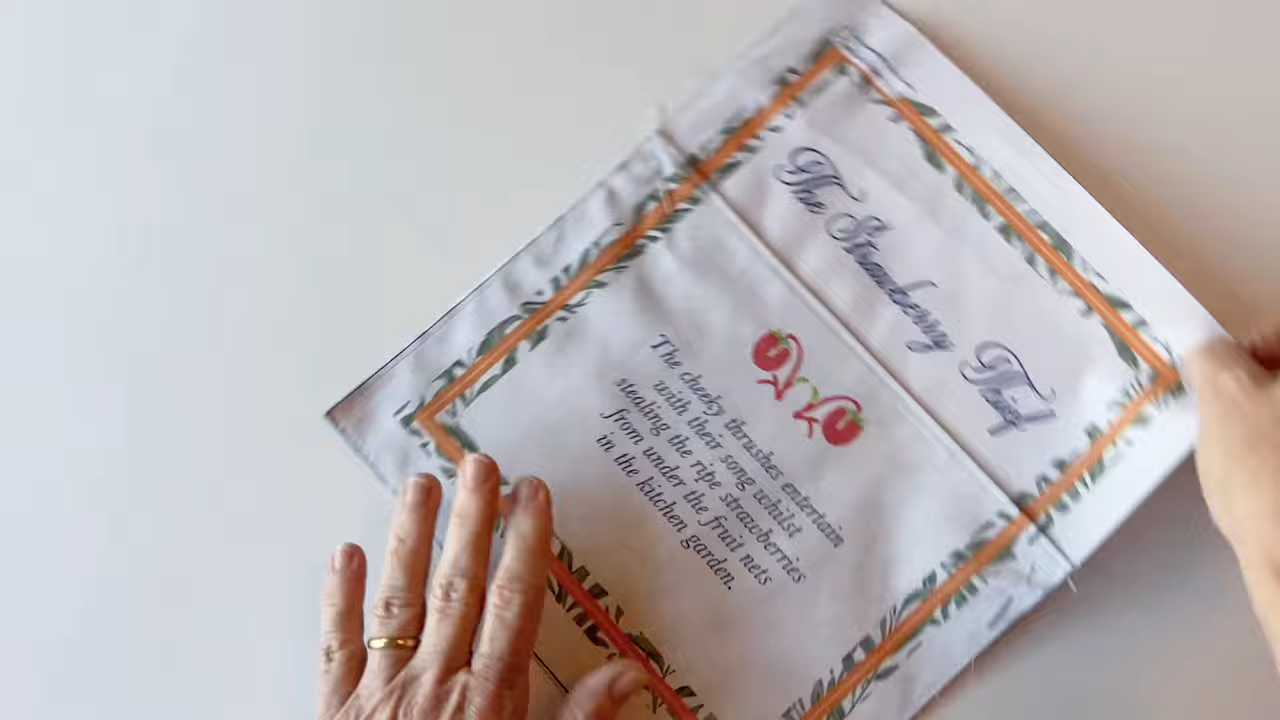 The Strawberry Thief
The cheeky thrushes entertain
with their song whilst
stealing the ripe strawberries
from under the fruit nets
in the kitchen garden.